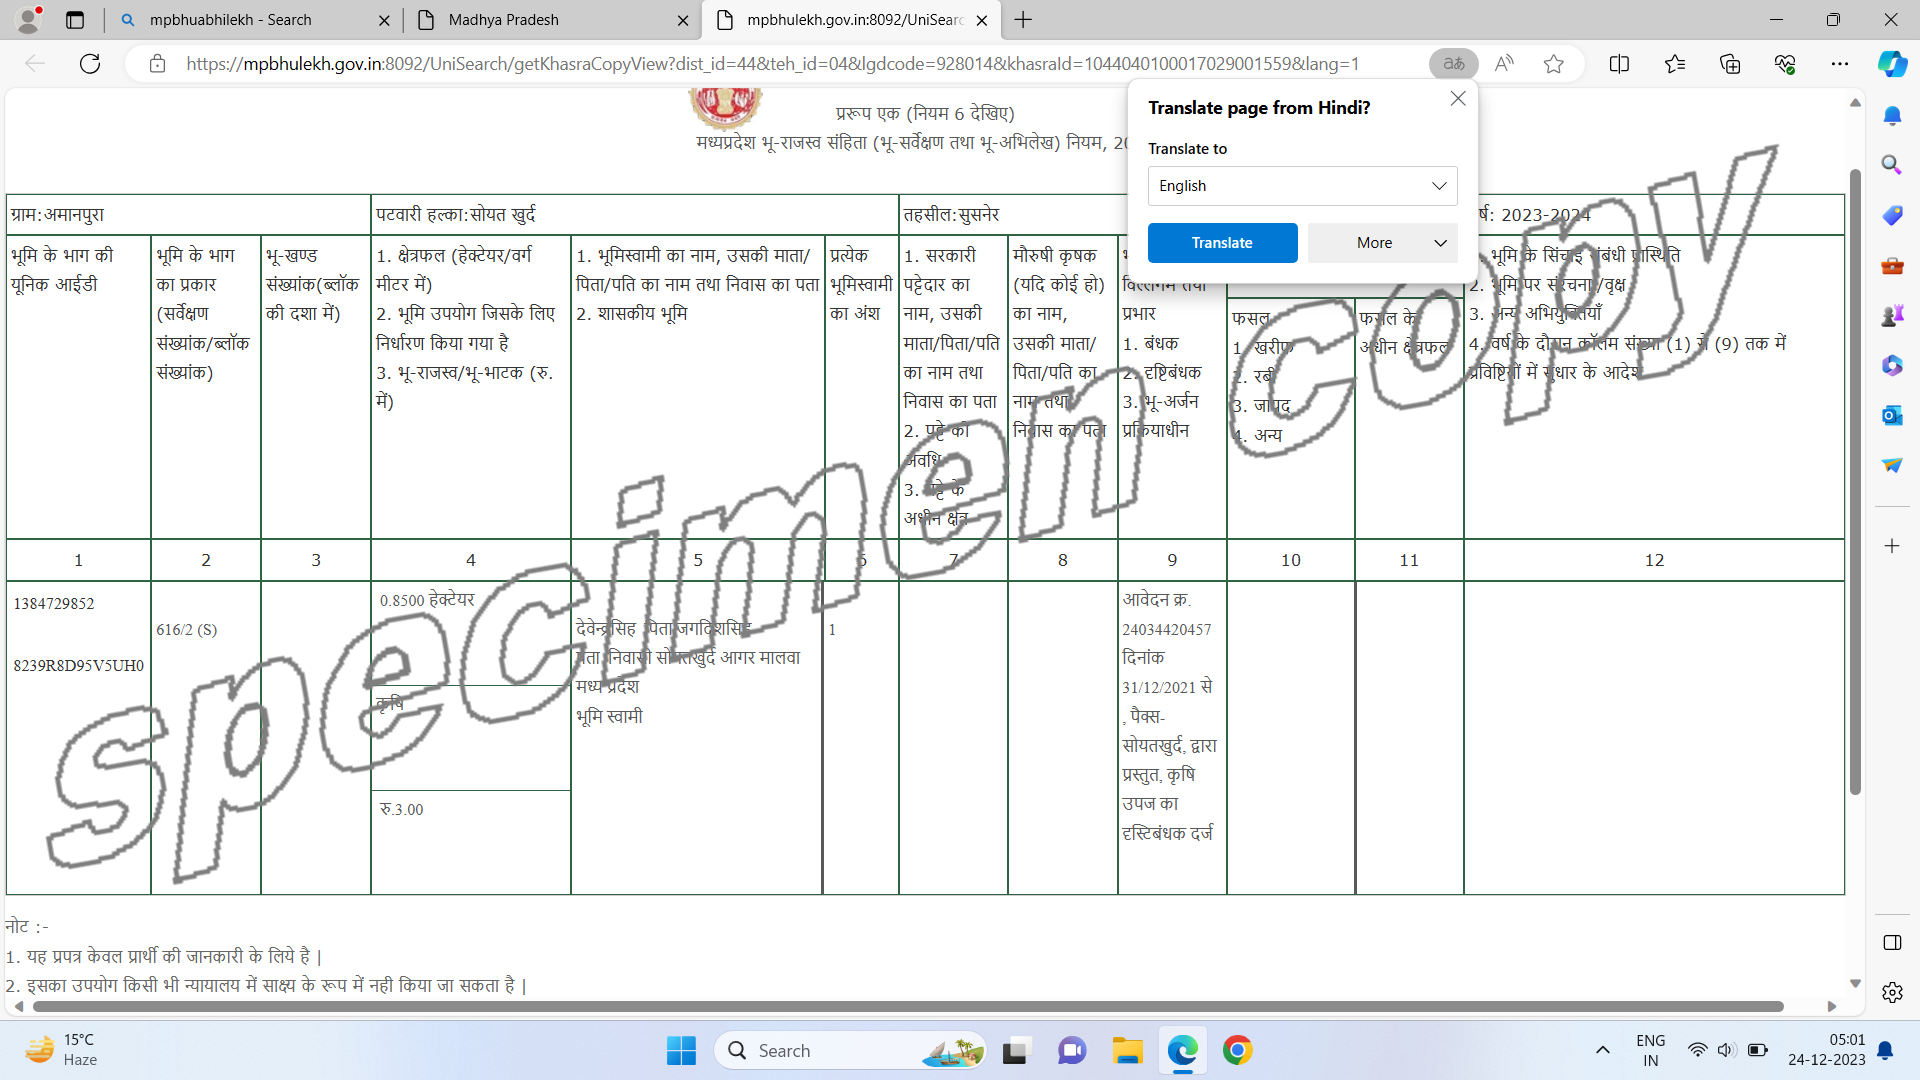 mpbhuabhilekh - Search
Madhya Pradesh
mpbhulekh.gov.in:8092/UniSearc
https://mpbhulekh.gov.in:8092/UniSearch/getKhasraCopyView?dist_id=44&teh_id=04&lgdcode=928014&khasraId=104404010001702900155­9&lang=1
Translate page from Hindi?
Translate to
English
Translate
More
प्ररूप एक (नियम 6 देखिए)
मध्यप्रदेश भू-राजस्व संहिता (भू-सर्वेक्षण तथा भू-अभिलेख) नियम, 20
ग्राम:अमानपुरा
पटवारी हल्का:सोयत खुर्द
तहसील:सुसनेर
र्ष: 2023-2024
भूमि के भाग की
यूनिक आईडी
भूमि के भाग
का प्रकार
(सर्वेक्षण
संख्यांक/ब्लॉक
संख्यांक)
भू-खण्ड
संख्यांक(ब्लॉक
की दशा में)
1. क्षेत्रफल (हेक्टेयर/वर्ग
मीटर में)
2. भूमि उपयोग जिसके लिए
निर्धारण किया गया है
3. भू-राजस्व/भू-भाटक (रु.
में)
1. भूमिस्वामी का नाम, उसकी माता/
पिता/पति का नाम तथा निवास का पता
2. शासकीय भूमि
प्रत्येक
भूमिस्वामी
का अंश
1. सरकारी
पट्टेदार का
नाम, उसकी
माता/पिता/पति
का नाम तथा
निवास का पता
2. पट्टे की
अवधि
3. पट्टे के
अधीन क्षेत्र
मौरुषी कृषक
(यदि कोई हो)
का नाम,
उसकी माता/
पिता/पति का
नाम तथा
निवास का पता
विल्लंगम तथा
प्रभार
1. बंधक
2. दृष्टिबंधक
3. भू-अर्जन
प्रकियाधीन
फसल
1. खरीफ
2. रबी
3. जायद
4. अन्य
फसल के
अधीन क्षेत्रफल
1. भूमि के सिंचाई संबंधी प्रास्थिति
2. भूमि पर संरचना/वृक्ष
3. अन्य अभियुक्तियाँ
4. वर्ष के दौरान कॉलम संख्या (1) से (9) तक में
प्रविष्टियों में सुधार के आदेश
1 2 3 4 5 6 7 8 9 10 11 12
1384729852
8239R8D95V5UH0
616/2 (S)
0.8500 हेक्टेयर
कृषि
रु.3.00
देवेन्द्रसिह पिता जगदिशसिह
पता निवासी सोयतखुर्द आगर मालवा
मध्य प्रदेश
भूमि स्वामी
1
आवेदन क्र.
24034420457
दिनांक
31/12/2021 से
, पैक्स-
सोयतखुर्द, द्वारा
प्रस्तुत, कृषि
उपज का
दृस्टिबंधक दर्ज
specimen copy
नोट :-
1. यह प्रपत्र केवल प्रार्थी की जानकारी के लिये है |
2. इसका उपयोग किसी भी न्यायालय में साक्ष्य के रूप में नही किया जा सकता है |
15°C
Haze
Search
ENG
IN
05:01
24-12-2023